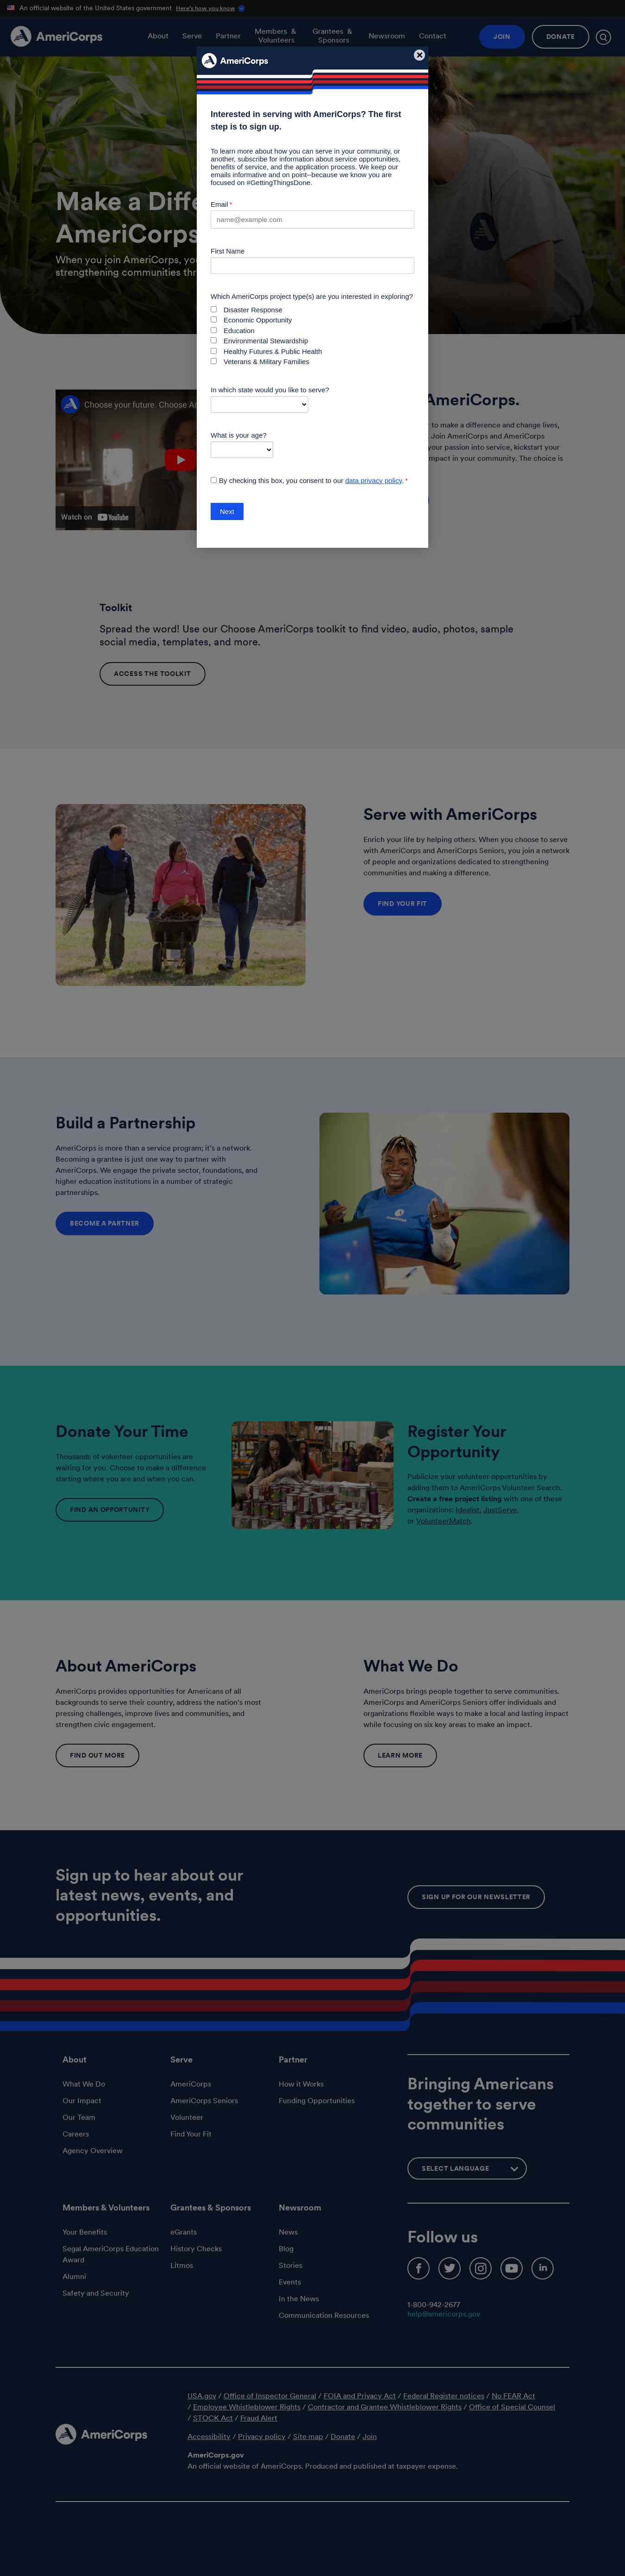 An official website of the United States government Here's how you know
AmeriCorps
About Serve Partner Members & Volunteers Grantees & Sponsors Newsroom Contact JOIN DONATE
AmeriCorps
Interested in serving with AmeriCorps? The first
step is to sign up.
To learn more about how you can serve in your community, or
another, subscribe for information about service opportunities,
benefits of service, and the application process. We keep our
emails informative and on point--because we know you are
focused on #GettingThingsDone.
Email *
name@example.com
First Name
Which AmeriCorps project type(s) are you interested in exploring?
Disaster Response
Economic Opportunity
Education
Environmental Stewardship
Healthy Futures & Public Health
Veterans & Military Families
In which state would you like to serve?
What is your age?
By checking this box, you consent to our data privacy policy. *
Next
Make a Diffe
AmeriCorps
When you join AmeriCorps, you
strengthening communities thr
Choose your future. Choose Am
Watch on YouTube
AmeriCorps.
to make a difference and change lives,
Join AmeriCorps and AmeriCorps
your passion into service, kickstart your
impact in your community. The choice is
Toolkit
Spread the word! Use our Choose AmeriCorps toolkit to find video, audio, photos, sample
social media, templates, and more.
ACCESS THE TOOLKIT
Serve with AmeriCorps
Enrich your life by helping others. When you choose to serve
with AmeriCorps and AmeriCorps Seniors, you join a network
of people and organizations dedicated to strengthening
communities and making a difference.
FIND YOUR FIT
Build a Partnership
AmeriCorps is more than a service program; it's a network.
Becoming a grantee is just one way to partner with
AmeriCorps. We engage the private sector, foundations, and
higher education institutions in a number of strategic
partnerships.
BECOME A PARTNER
Donate Your Time
Thousands of volunteer opportunities are
waiting for you. Choose to make a difference
starting where you are and when you can.
FIND AN OPPORTUNITY
Register Your
Opportunity
Publicize your volunteer opportunities by
adding them to AmeriCorps Volunteer Search.
Create a free project listing with one of these
organizations: Idealist, JustServe,
or VolunteerMatch.
About AmeriCorps
AmeriCorps provides opportunities for Americans of all
backgrounds to serve their country, address the nation's most
pressing challenges, improve lives and communities, and
strengthen civic engagement.
FIND OUT MORE
What We Do
AmeriCorps brings people together to serve communities.
AmeriCorps and AmeriCorps Seniors offer individuals and
organizations flexible ways to make a local and lasting impact
while focusing on six key areas to make an impact.
LEARN MORE
Sign up to hear about our
latest news, events, and
opportunities.
SIGN UP FOR OUR NEWSLETTER
About
What We Do
Our Impact
Our Team
Careers
Agency Overview
Serve
AmeriCorps
AmeriCorps Seniors
Volunteer
Find Your Fit
Partner
How it Works
Funding Opportunities
Bringing Americans
together to serve
communities
SELECT LANGUAGE
Members & Volunteers
Your Benefits
Segal AmeriCorps Education
Award
Alumni
Safety and Security
Grantees & Sponsors
eGrants
History Checks
Litmos
Newsroom
News
Blog
Stories
Events
In the News
Communication Resources
Follow us
1-800-942-2677
help@americorps.gov
AmeriCorps
USA.gov / Office of Inspector General / FOIA and Privacy Act / Federal Register notices / No FEAR Act
/ Employee Whistleblower Rights / Contractor and Grantee Whistleblower Rights / Office of Special Counsel
/ STOCK Act / Fraud Alert
Accessibility / Privacy policy / Site map / Donate / Join
AmeriCorps.gov
An official website of AmeriCorps. Produced and published at taxpayer expense.